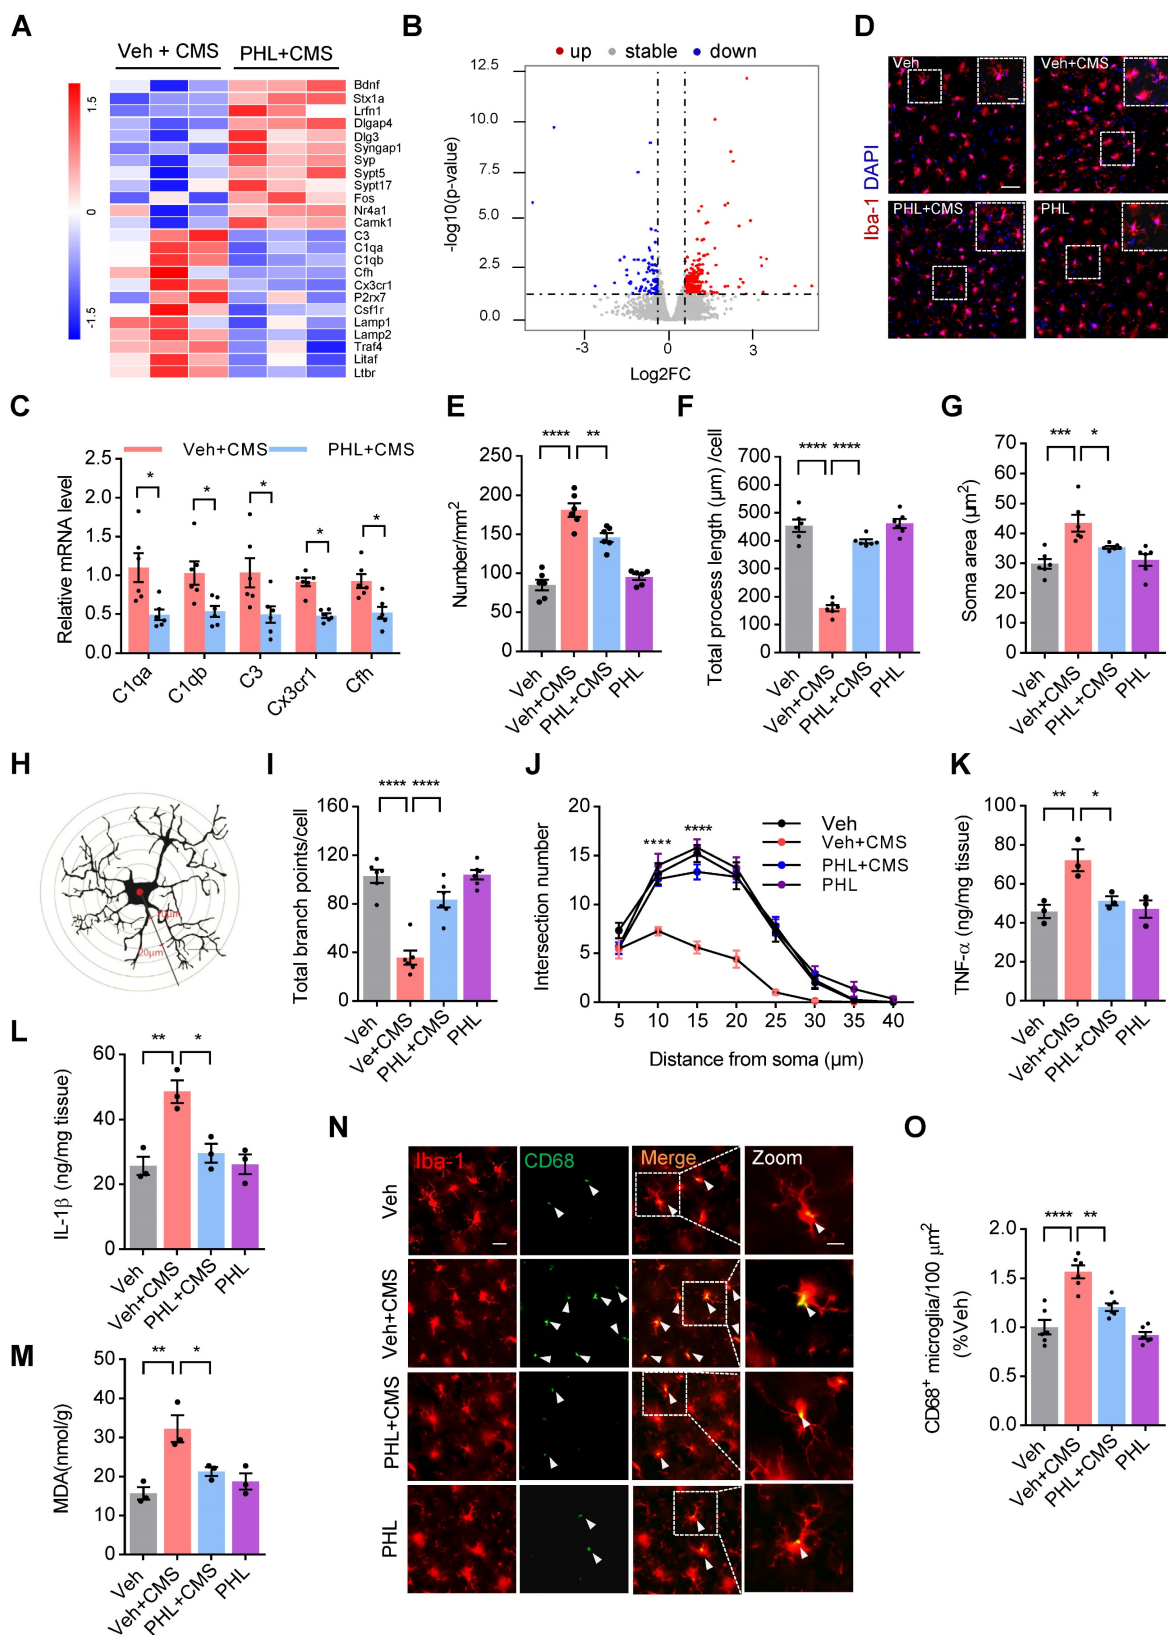 A
Veh + CMS
PHL+CMS
1.5
0
-1.5
Bdnf
Stx1a
Lrfn1
Dlgap4
Dlg3
Syngap1
Syp
Sypt5
Sypt17
Fos
Nr4a1
Camk1
C3
C1qa
C1qb
Cfh
Cx3cr1
P2rx7
Csf1r
Lamp1
Lamp2
Traf4
Litaf
Ltbr
B
up
stable
down
-log10(p-value)
12.5
10.0
7.5
5.0
2.5
0.0
-3
0
3
Log2FC
D
Iba-1 DAPI
Veh
Veh+CMS
PHL+CMS
PHL
C
Veh+CMS
PHL+CMS
Relative mRNA level
2.5
2.0
1.5
1.0
0.5
0.0
*
*
*
*
*
C1qa
C1qb
C3
Cx3cr1
Cfh
E
**** **
Number/mm²
250
200
150
100
50
0
Veh
Veh+CMS
PHL+CMS
PHL
F
**** ****
Total process length (µm) /cell
700
600
500
400
300
200
100
0
Veh
Veh+CMS
PHL+CMS
PHL
G
*** *
Soma area (µm²)
70
60
50
40
30
20
10
0
Veh
Veh+CMS
PHL+CMS
PHL
H
20µm
I
**** ****
Total branch points/cell
160
120
80
40
0
Veh
Ve+CMS
PHL+CMS
PHL
J
Intersection number
20
15
10
5
0
**** ****
Veh
Veh+CMS
PHL+CMS
PHL
5 10 15 20 25 30 35 40
Distance from soma (µm)
K
** *
TNF-α (ng/mg tissue)
100
80
60
40
20
0
Veh
Veh+CMS
PHL+CMS
PHL
L
** *
IL-1β (ng/mg tissue)
60
40
20
0
Veh
Veh+CMS
PHL+CMS
PHL
M
** *
MDA(nmol/g)
50
40
30
20
10
0
Veh
Veh+CMS
PHL+CMS
PHL
N
Iba-1
CD68
Merge
Zoom
Veh
Veh+CMS
PHL+CMS
PHL
O
**** **
CD68⁺ microglia/100 µm²
(%Veh)
2.0
1.5
1.0
0.5
0.0
Veh
Veh+CMS
PHL+CMS
PHL